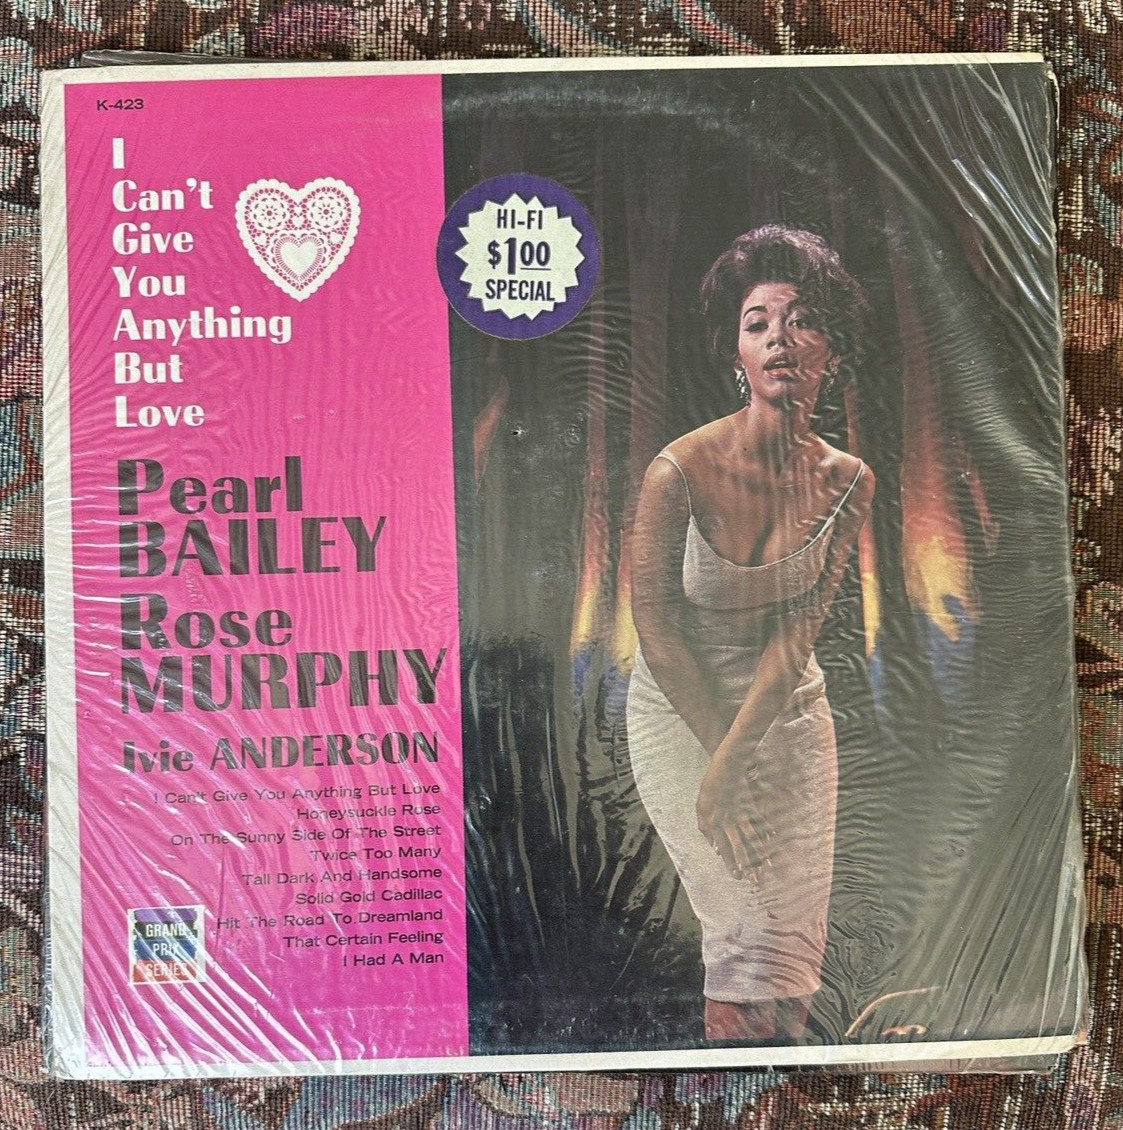 K-423
I
Can't
Give
You
Anything
But
Love
HI-FI
$1.00
SPECIAL
Pearl
BAILEY
Rose
MURPHY
Ivie ANDERSON
I Can't Give You Anything But Love
Honeysuckle Rose
On The Sunny Side Of The Street
Twice Too Many
Tall Dark And Handsome
Solid Gold Cadillac
Hit The Road To Dreamland
That Certain Feeling
I Had A Man
GRAND
PRIX
SERIES